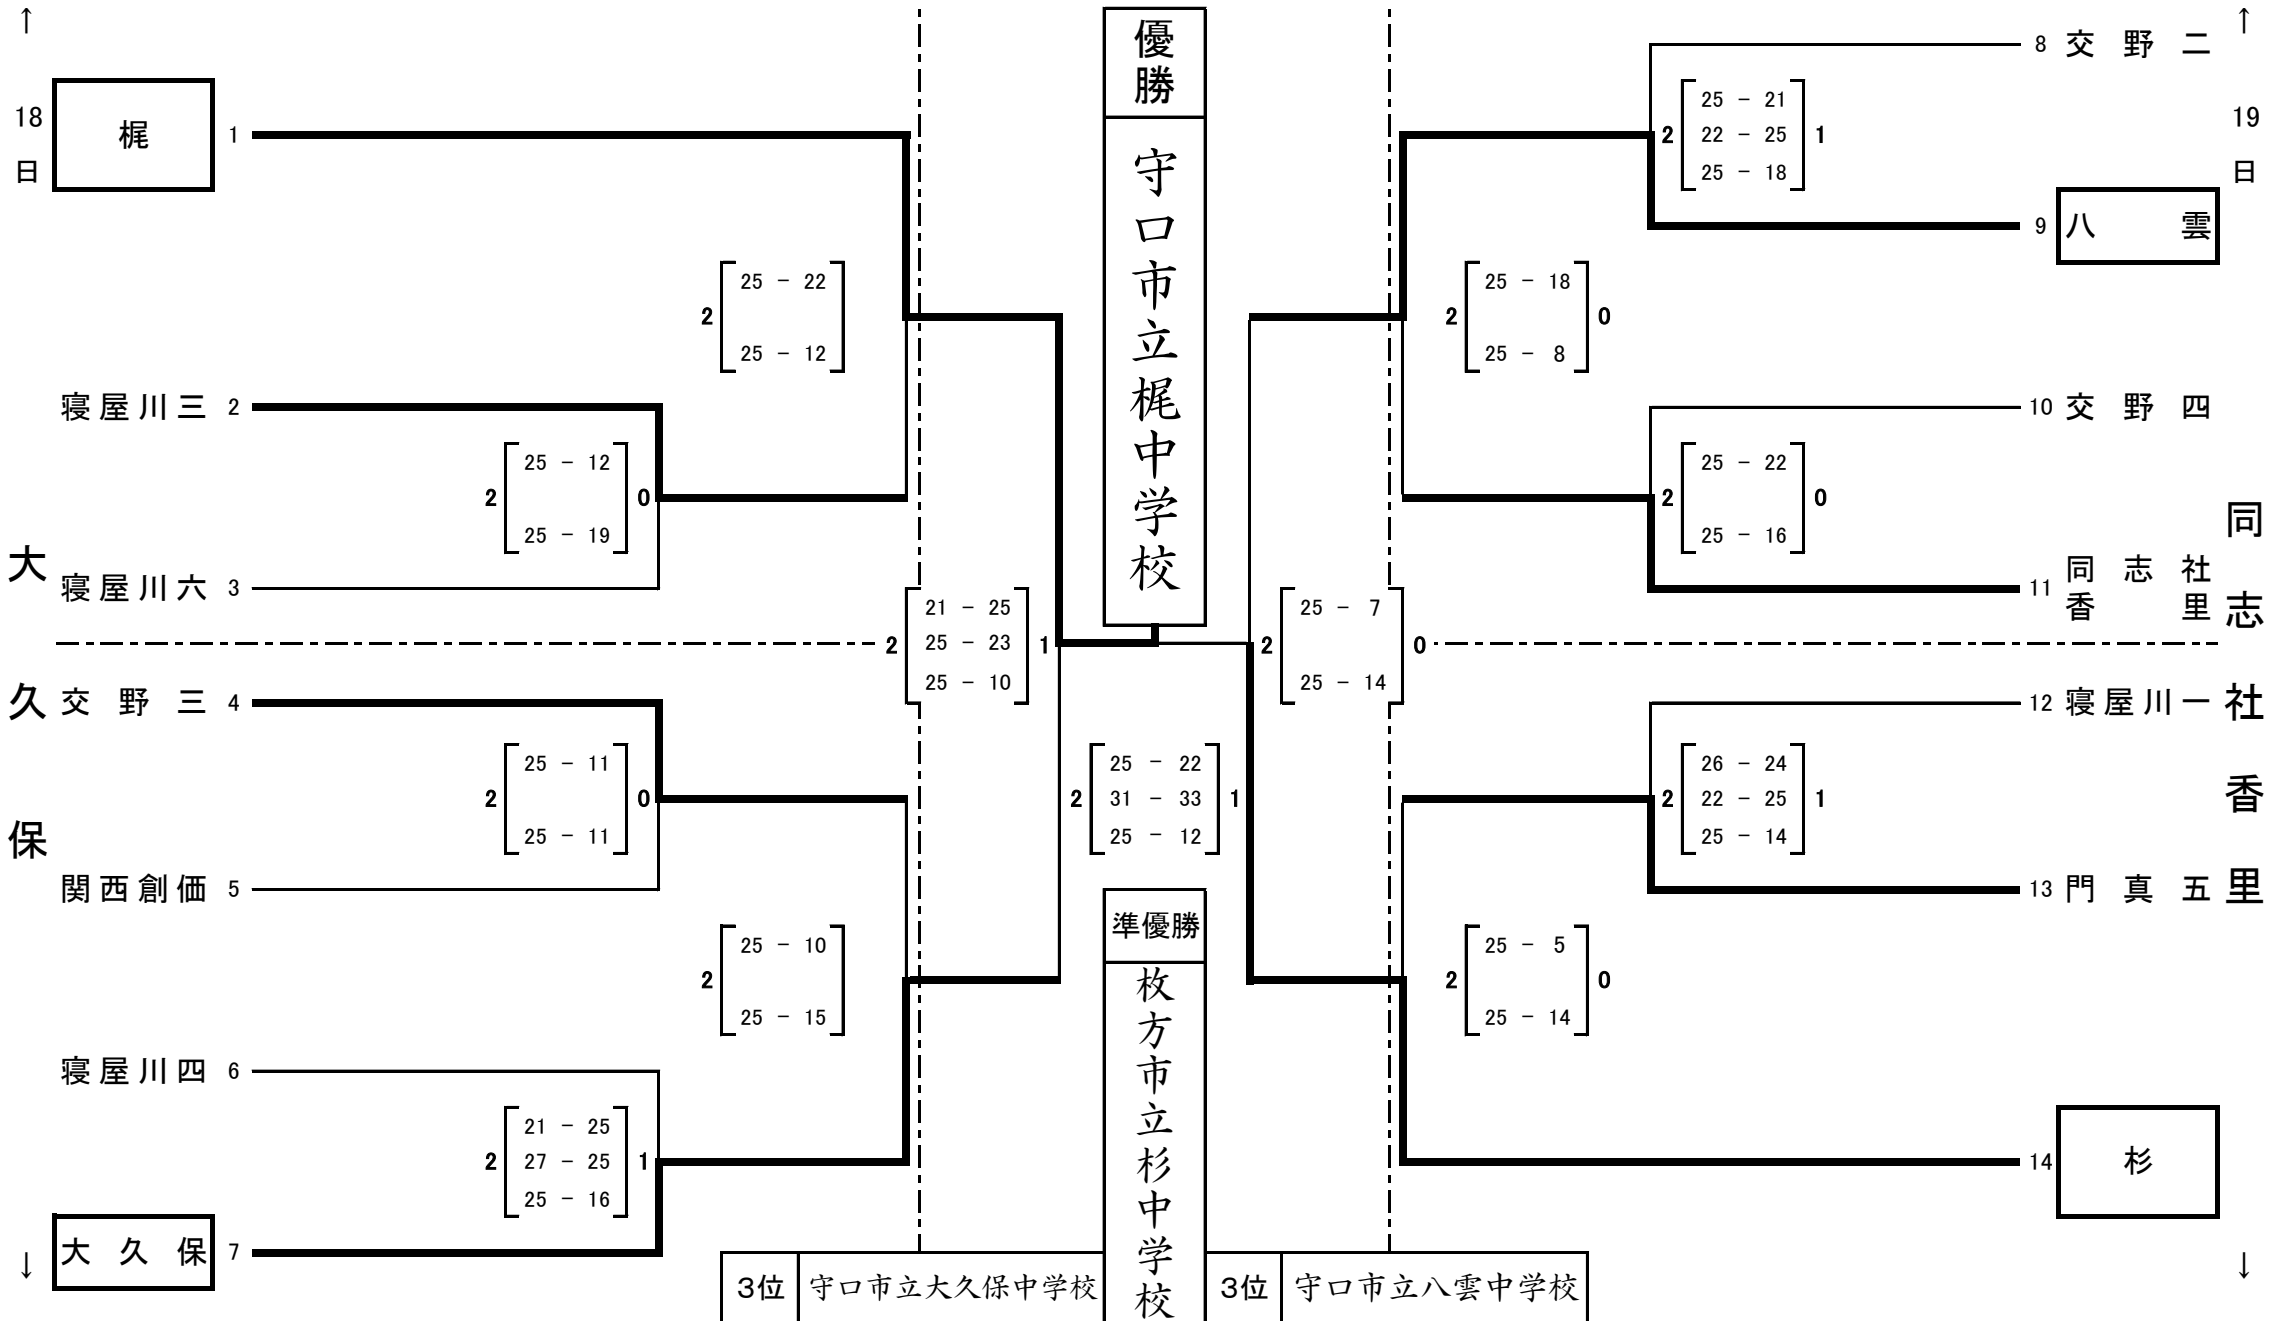 ↑
18
日
大
久
保
↓
梶 1
寝屋川三 2
寝屋川六 3
交野三 4
関西創価 5
寝屋川四 6
大久保 7
2 25 - 12 0
25 - 19
2 25 - 11 0
25 - 11
21 - 25
2 27 - 25 1
25 - 16
25 - 22
2
25 - 12
25 - 10
2
25 - 15
21 - 25
2 25 - 23 1
25 - 10
優勝
守口市立梶中学校
25 - 22
2 31 - 33 1
25 - 12
準優勝
枚方市立杉中学校
3位 守口市立大久保中学校
3位 守口市立八雲中学校
25 - 7
2 0
25 - 14
25 - 18
2 0
25 - 8
25 - 5
2 0
25 - 14
25 - 21
2 22 - 25 1
25 - 18
25 - 22
2 0
25 - 16
26 - 24
2 22 - 25 1
25 - 14
8 交野二
9 八雲
10 交野四
11 同志社
香里
12 寝屋川一
13 門真五
14 杉
↑
19
日
同
志
社
香
里
↓